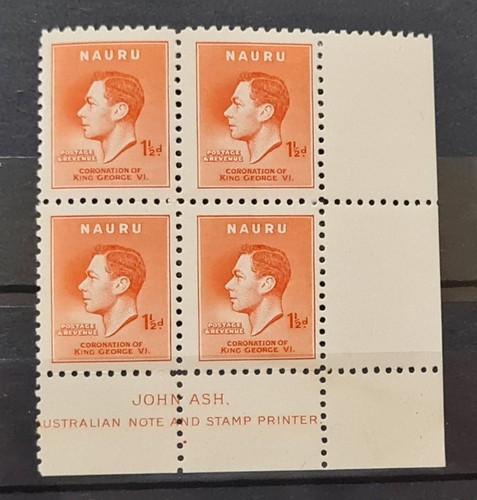 NAURU
POSTAGE
& REVENUE
1½d
CORONATION OF
KING GEORGE VI.
NAURU
POSTAGE
& REVENUE
1½d
CORONATION OF
KING GEORGE VI.
NAURU
POSTAGE
& REVENUE
1½d
CORONATION OF
KING GEORGE VI.
NAURU
POSTAGE
& REVENUE
1½d
CORONATION OF
KING GEORGE VI.
JOHN ASH.
USTRALIAN NOTE AND STAMP PRINTER.